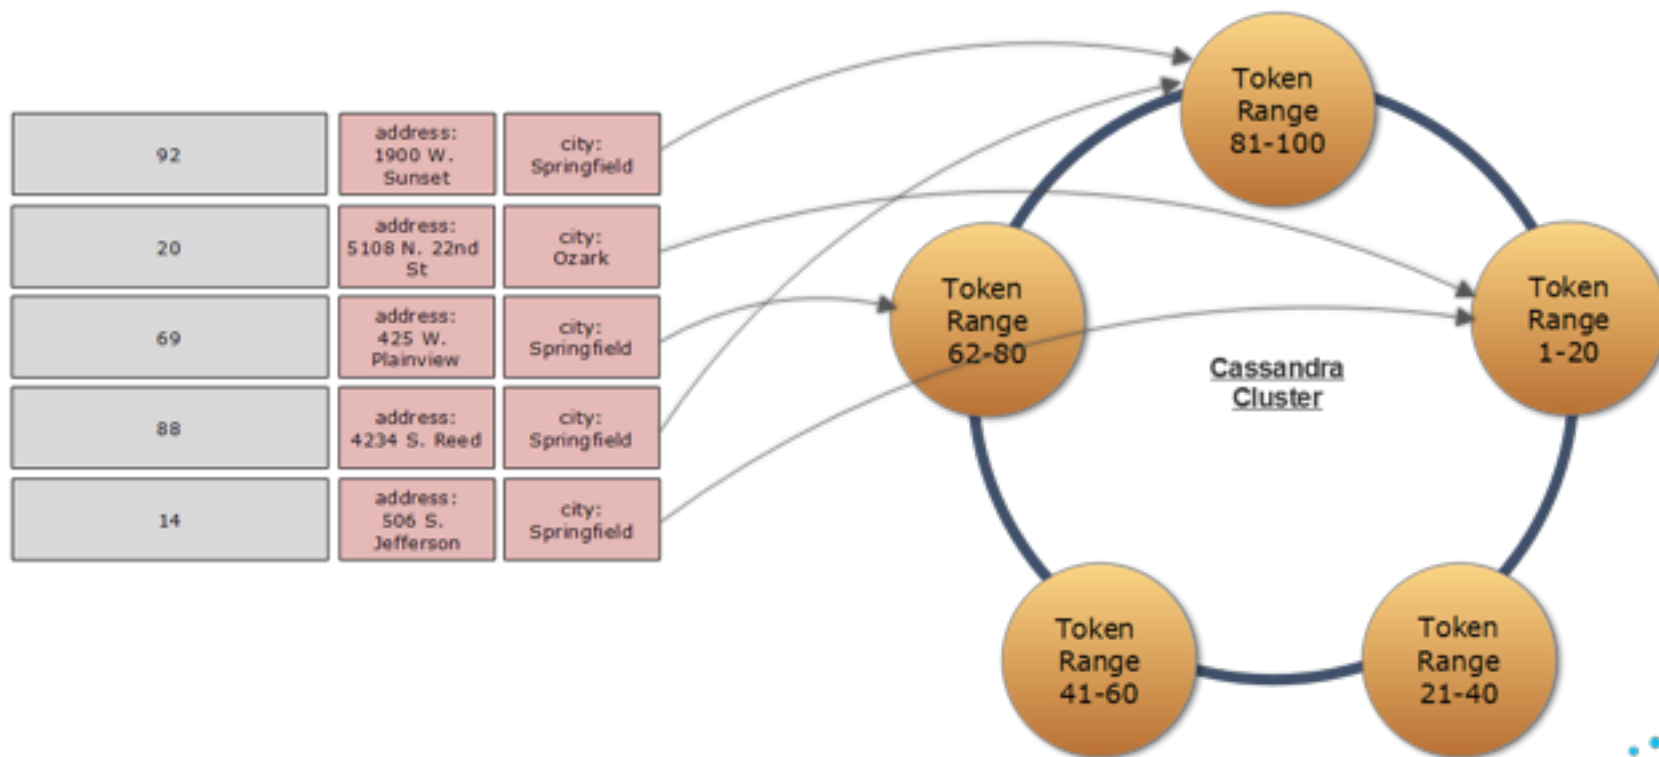 92
address:
1900 W.
Sunset
city:
Springfield
20
address:
5108 N. 22nd
St
city:
Ozark
69
address:
425 W.
Plainview
city:
Springfield
88
address:
4234 S. Reed
city:
Springfield
14
address:
506 S.
Jefferson
city:
Springfield
Token
Range
81-100
Token
Range
62-80
Token
Range
1-20
Cassandra
Cluster
Token
Range
41-60
Token
Range
21-40